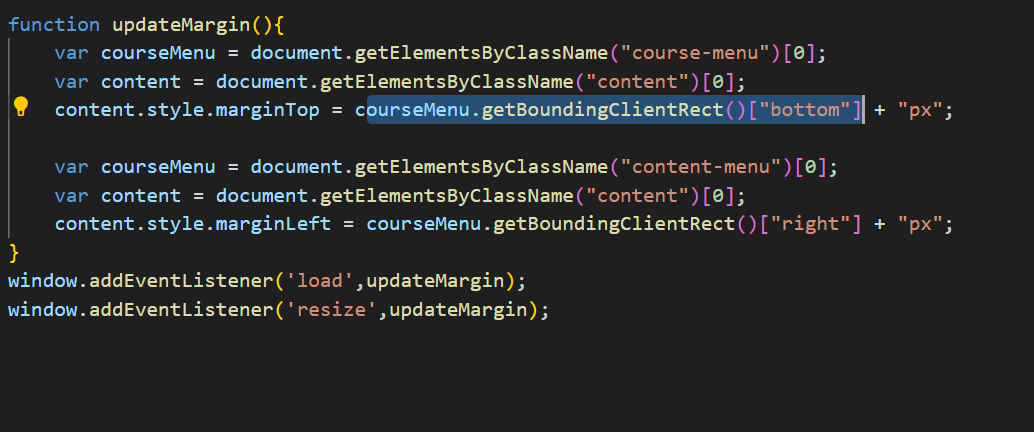 function updateMargin(){
    var courseMenu = document.getElementsByClassName("course-menu")[0];
    var content = document.getElementsByClassName("content")[0];
    content.style.marginTop = courseMenu.getBoundingClientRect()["bottom"] + "px";

    var courseMenu = document.getElementsByClassName("content-menu")[0];
    var content = document.getElementsByClassName("content")[0];
    content.style.marginLeft = courseMenu.getBoundingClientRect()["right"] + "px";
}
window.addEventListener('load',updateMargin);
window.addEventListener('resize',updateMargin);